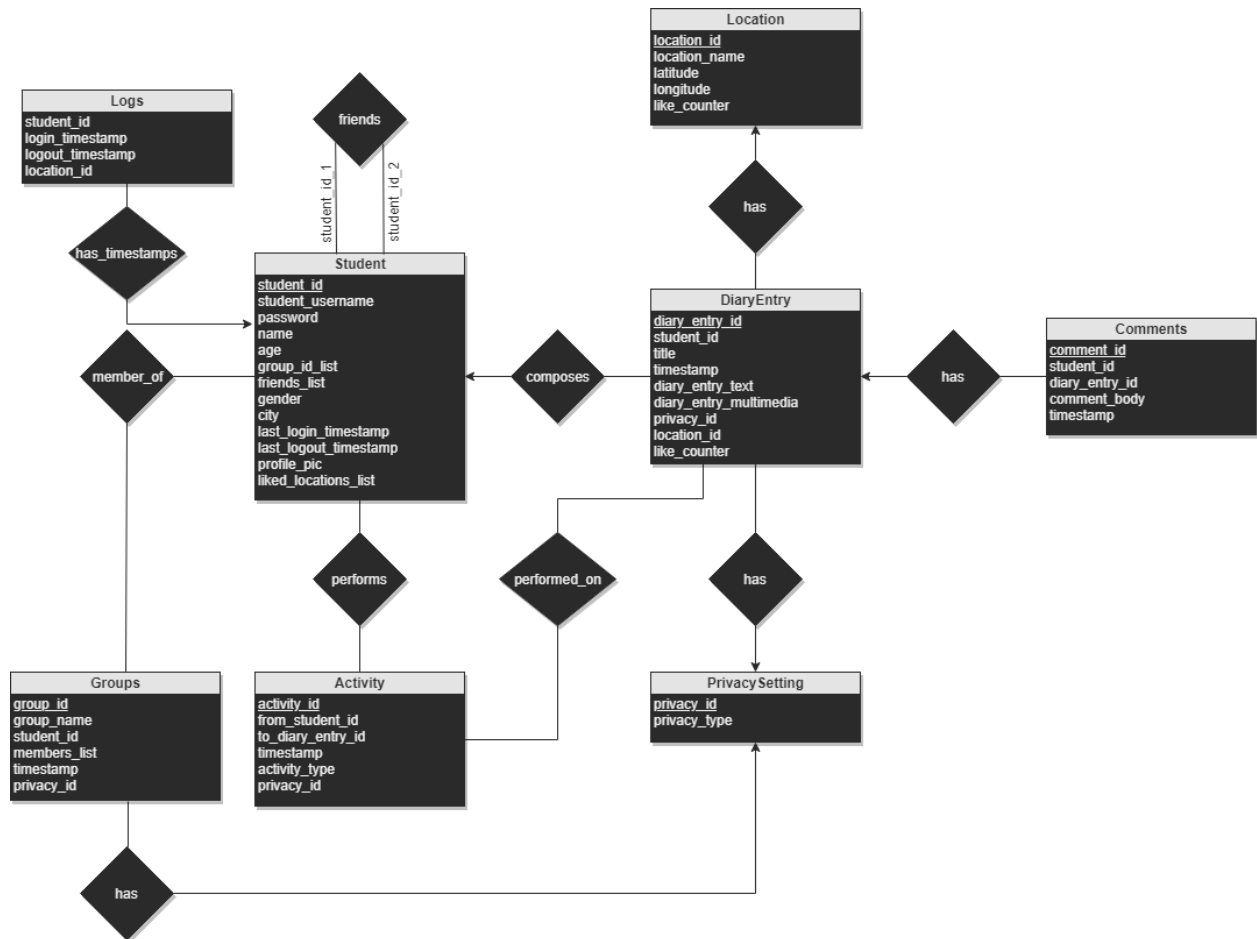 Location
location_id
location_name
latitude
longitude
like_counter
Logs
student_id
login_timestamp
logout_timestamp
location_id
friends
student_id_1
student_id_2
has
has_timestamps
Student
student_id
student_username
password
name
age
group_id_list
friends_list
gender
city
last_login_timestamp
last_logout_timestamp
profile_pic
liked_locations_list
DiaryEntry
diary_entry_id
student_id
title
timestamp
diary_entry_text
diary_entry_multimedia
privacy_id
location_id
like_counter
Comments
comment_id
student_id
diary_entry_id
comment_body
timestamp
member_of
composes
has
performs
performed_on
has
Groups
group_id
group_name
student_id
members_list
timestamp
privacy_id
Activity
activity_id
from_student_id
to_diary_entry_id
timestamp
activity_type
privacy_id
PrivacySetting
privacy_id
privacy_type
has